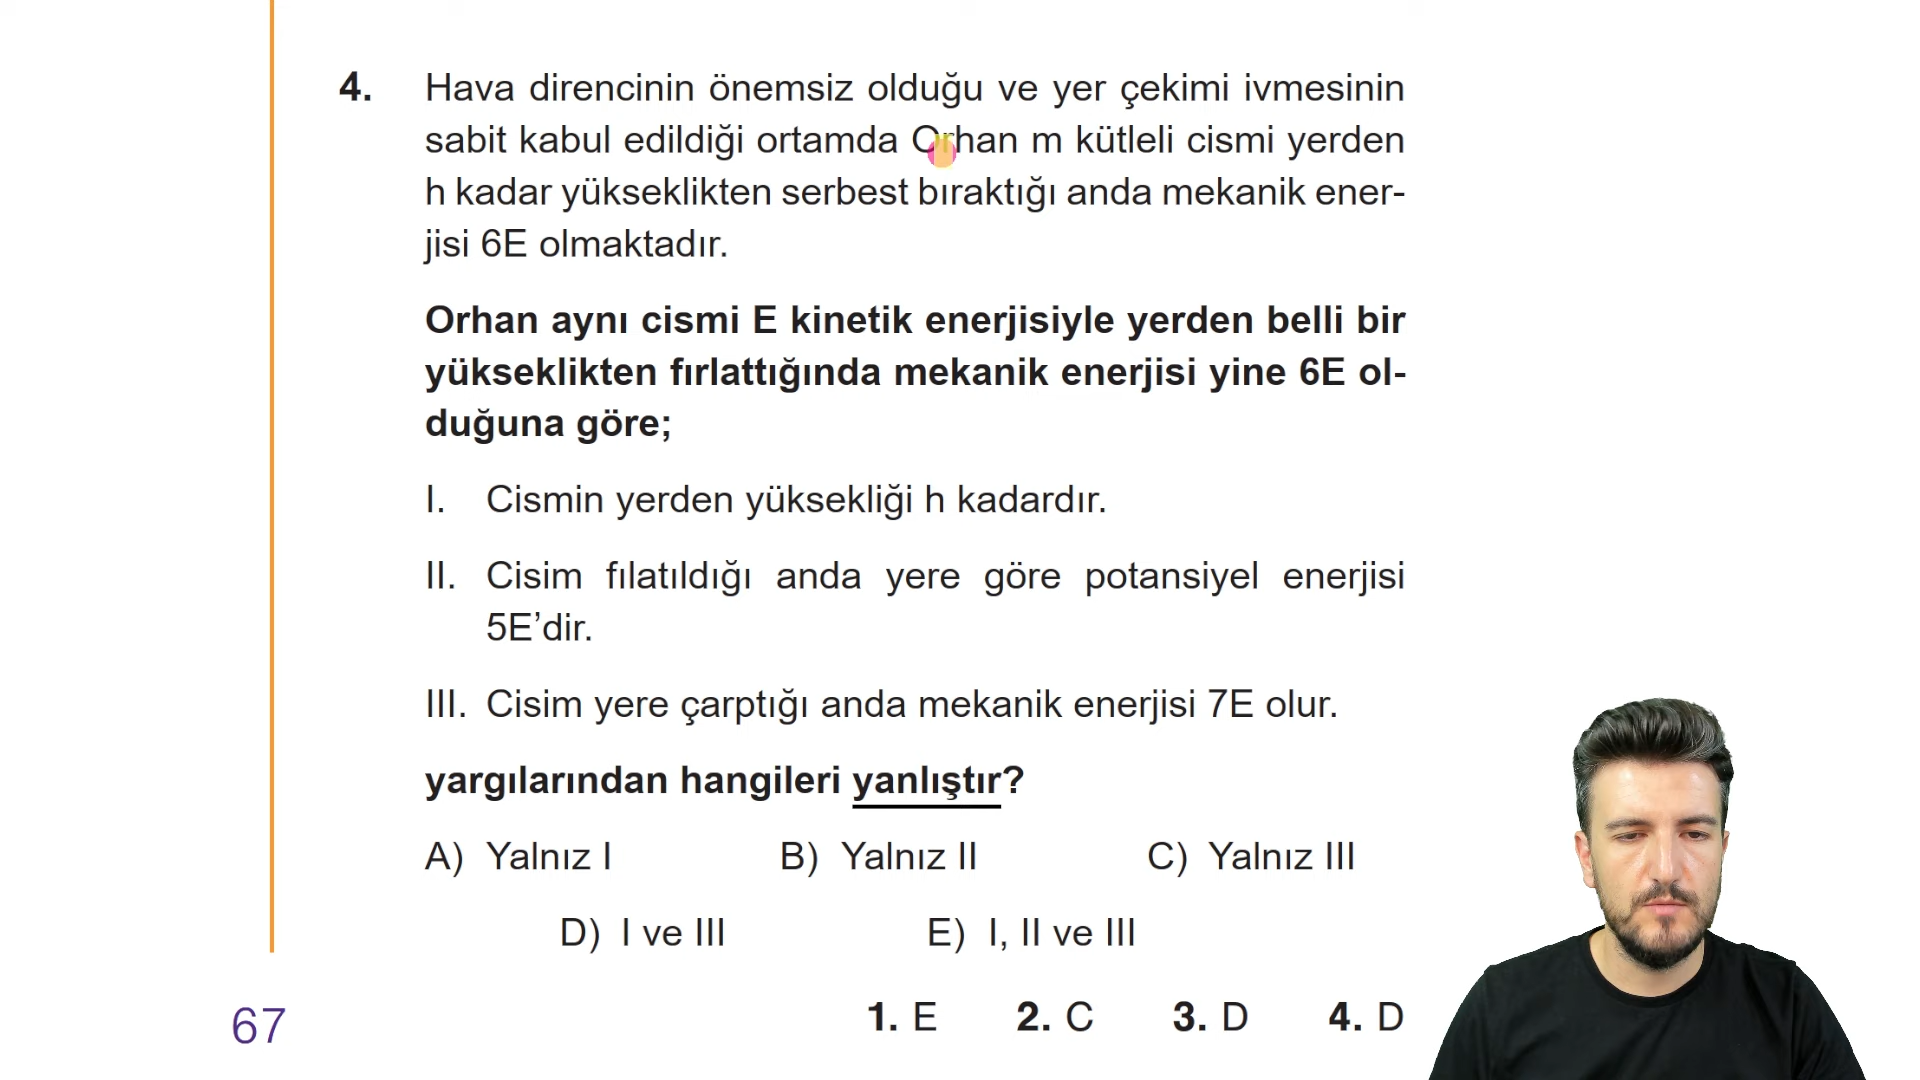 4. Hava direncinin önemsiz olduğu ve yer çekimi ivmesinin
sabit kabul edildiği ortamda Orhan m kütleli cismi yerden
h kadar yükseklikten serbest bıraktığı anda mekanik ener-
jisi 6E olmaktadır.
Orhan aynı cismi E kinetik enerjisiyle yerden belli bir
yükseklikten fırlattığında mekanik enerjisi yine 6E ol-
duğuna göre;
I. Cismin yerden yüksekliği h kadardır.
II. Cisim fılatıldığı anda yere göre potansiyel enerjisi
5E’dir.
III. Cisim yere çarptığı anda mekanik enerjisi 7E olur.
yargılarından hangileri yanlıştır?
A) Yalnız I B) Yalnız II C) Yalnız III
D) I ve III E) I, II ve III
67 1. E 2. C 3. D 4. D